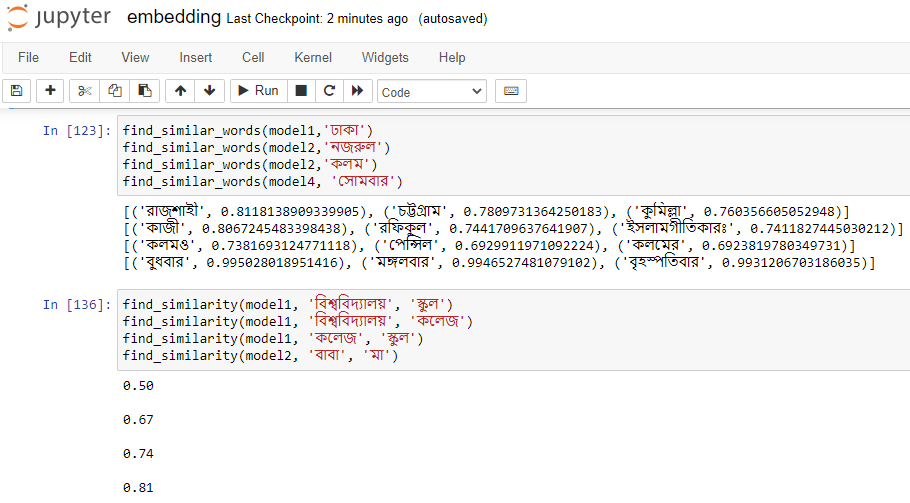 jupyter embedding Last Checkpoint: 2 minutes ago (autosaved)
File Edit View Insert Cell Kernel Widgets Help
Run Code
In [123]: find_similar_words(model1,'ঢাকা')
find_similar_words(model2,'নজরুল')
find_similar_words(model2,'কলম')
find_similar_words(model4, 'সোমবার')
[('রাজশাহী', 0.8118138909339905), ('চট্টগ্রাম', 0.7809731364250183), ('কুমিল্লা', 0.760356605052948)]
[('কাজী', 0.8067245483398438), ('রফিকুল', 0.7441709637641907), ('ইসলামগীতিকারঃ', 0.7411827445030212)]
[('কলমও', 0.7381693124771118), ('পেন্সিল', 0.6929911971092224), ('কলমের', 0.6923819780349731)]
[('বুধবার', 0.995028018951416), ('মঙ্গলবার', 0.9946527481079102), ('বৃহস্পতিবার', 0.9931206703186035)]
In [136]: find_similarity(model1, 'বিশ্ববিদ্যালয়', 'স্কুল')
find_similarity(model1, 'বিশ্ববিদ্যালয়', 'কলেজ')
find_similarity(model1, 'কলেজ', 'স্কুল')
find_similarity(model2, 'বাবা', 'মা')
0.50
0.67
0.74
0.81